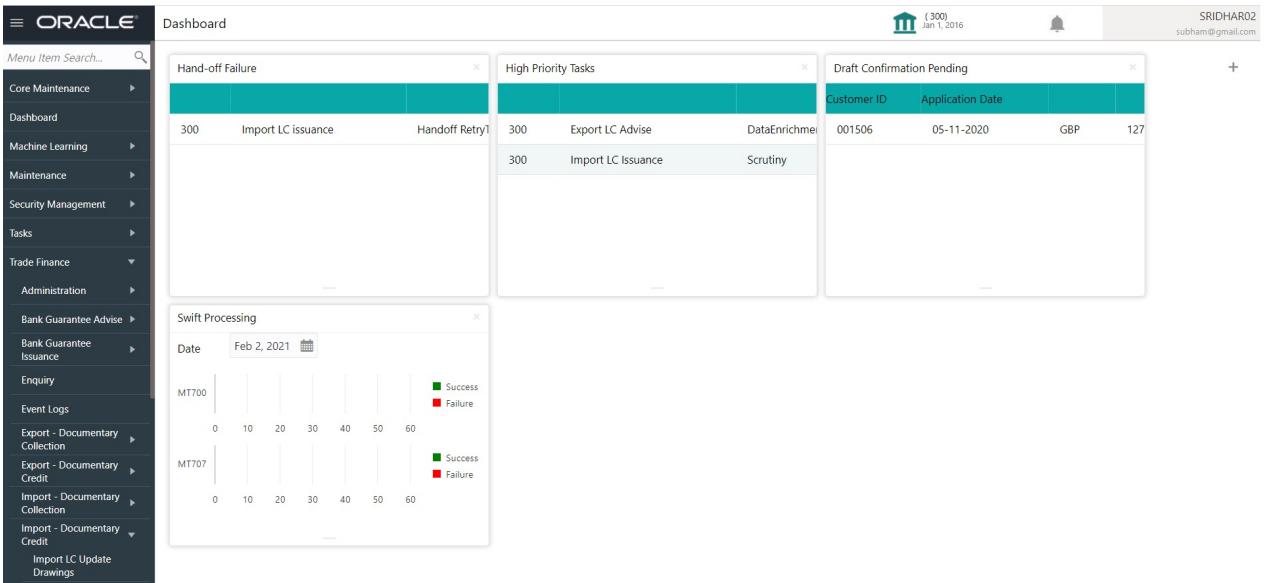 ORACLE
Menu Item Search...
Core Maintenance
Dashboard
Machine Learning
Maintenance
Security Management
Tasks
Trade Finance
Administration
Bank Guarantee Advise
Bank Guarantee
Issuance
Enquiry
Event Logs
Export - Documentary
Collection
Export - Documentary
Credit
Import - Documentary
Collection
Import - Documentary
Credit
Import LC Update
Drawings
Dashboard
( 300)
Jan 1, 2016
SRIDHAR02
subham@gmail.com
Hand-off Failure
300 Import LC issuance Handoff RetryT
High Priority Tasks
300 Export LC Advise DataEnrichmen
300 Import LC Issuance Scrutiny
Draft Confirmation Pending
Customer ID Application Date
001506 05-11-2020 GBP 127
Swift Processing
Date Feb 2, 2021
MT700
Success
Failure
0 10 20 30 40 50 60
MT707
Success
Failure
0 10 20 30 40 50 60